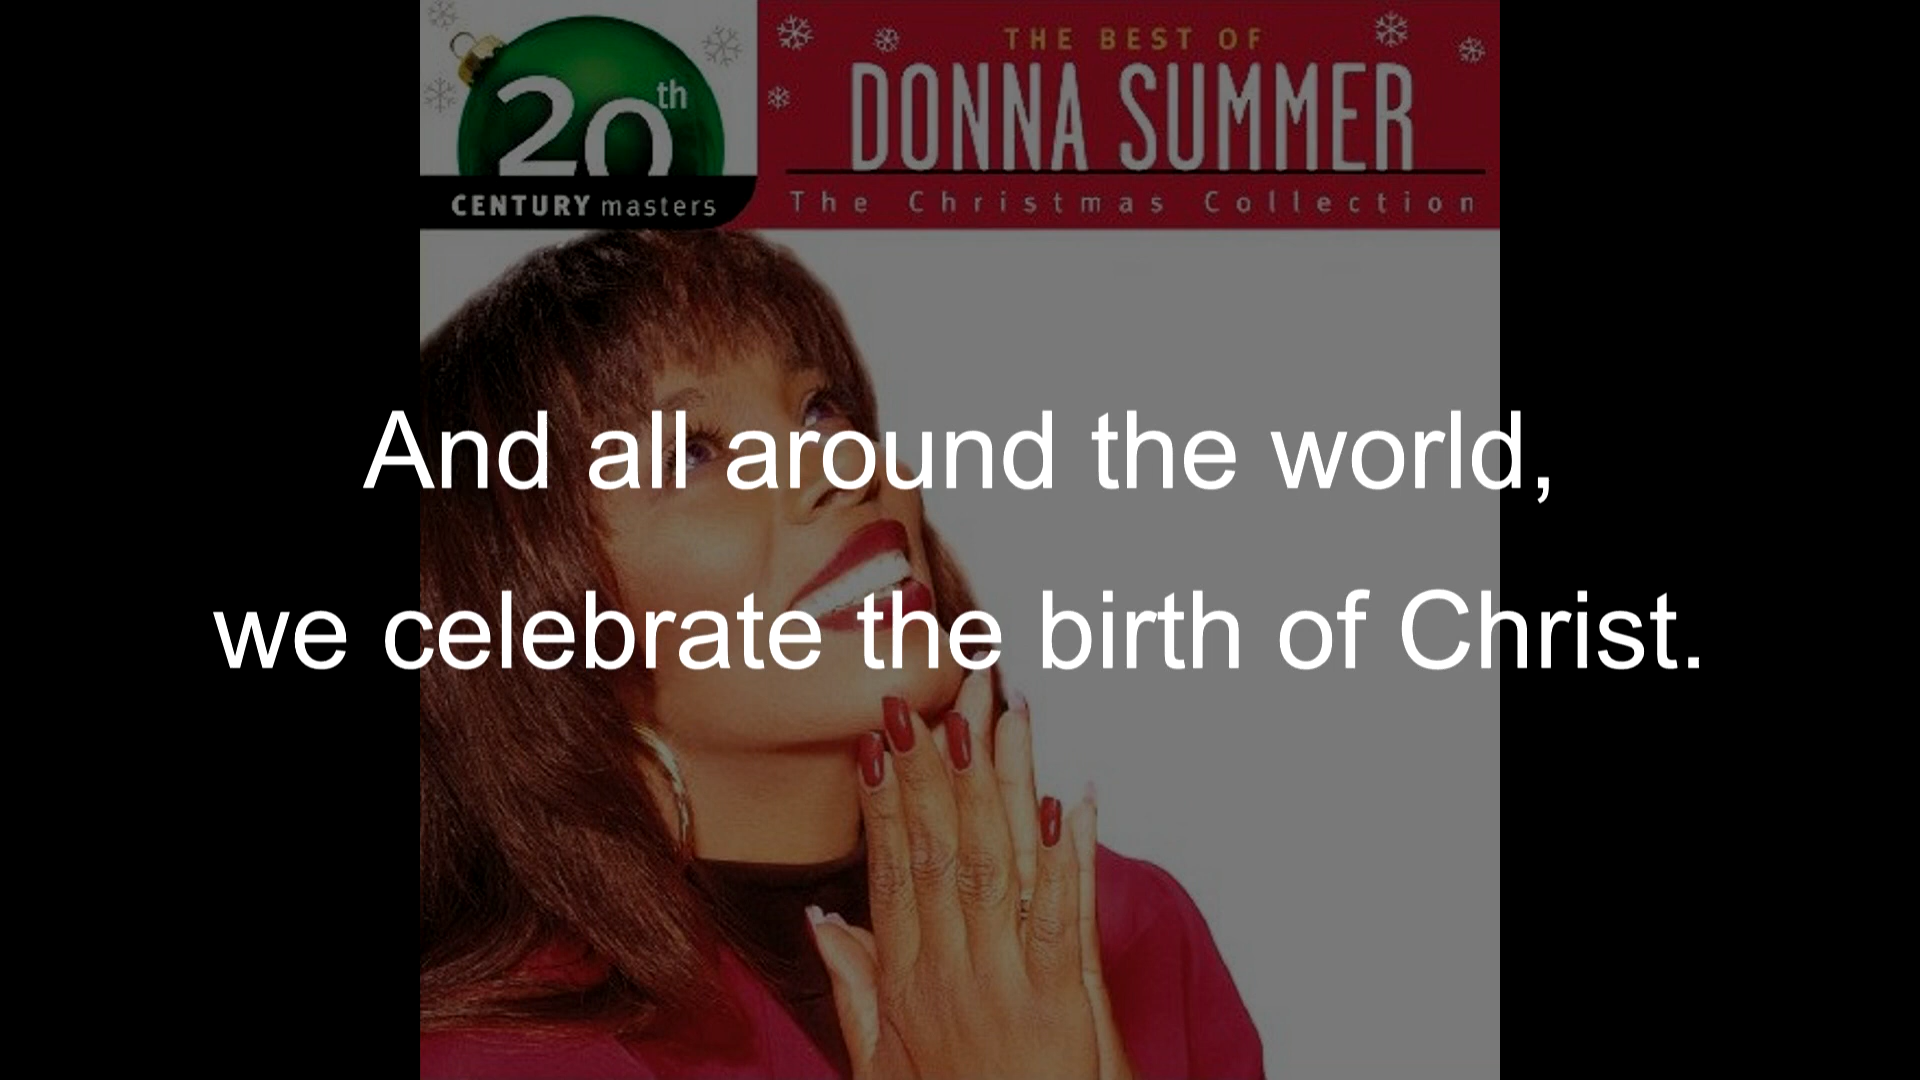 20th
CENTURY masters
THE BEST OF
DONNA SUMMER
The Christmas Collection
And all around the world,
we celebrate the birth of Christ.